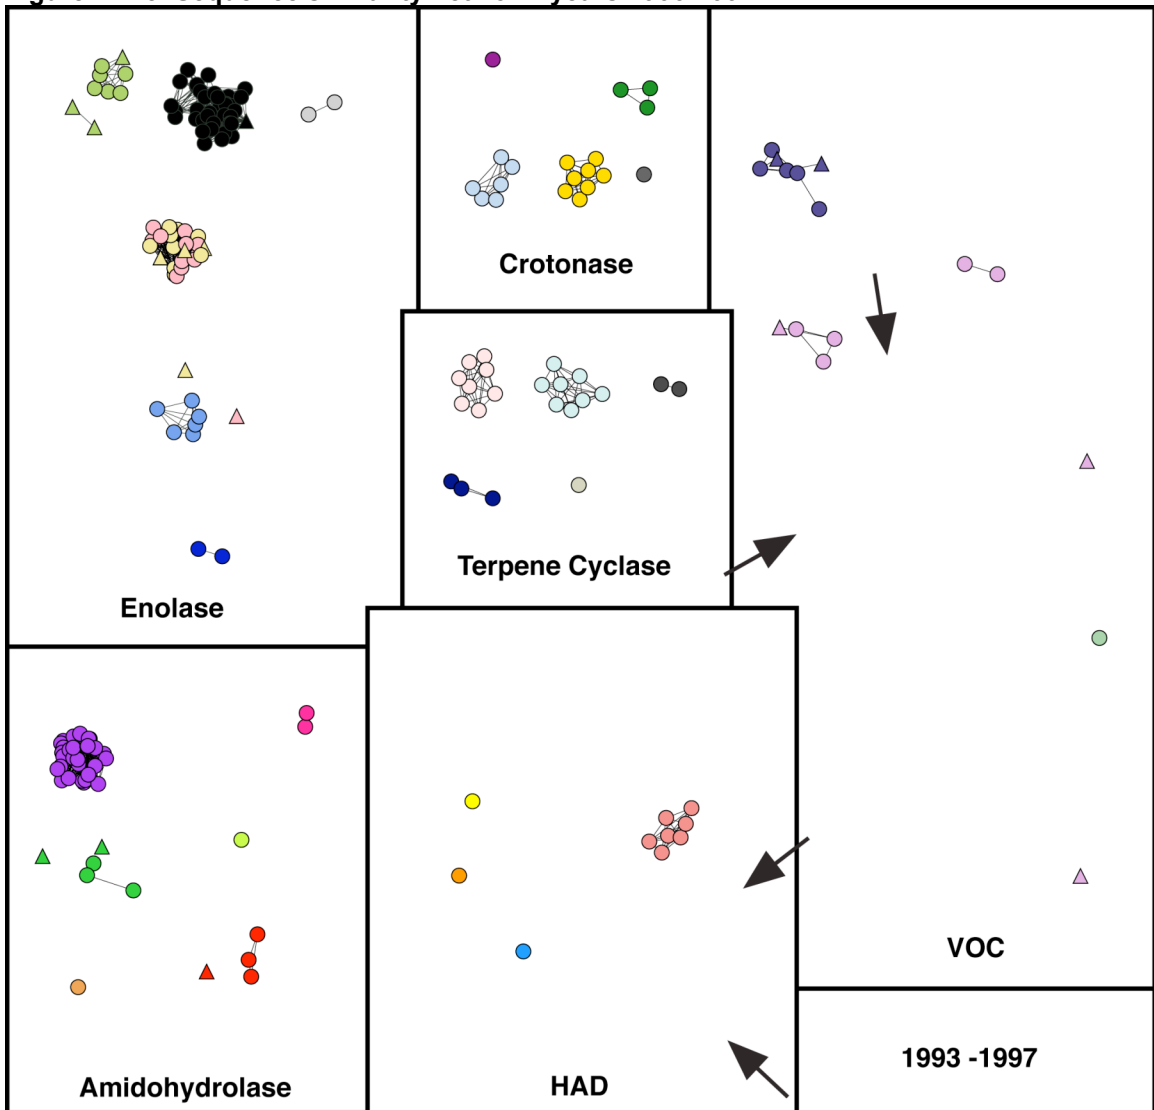 Crotonase
Terpene Cyclase
Enolase
VOC
1993 -1997
Amidohydrolase
HAD